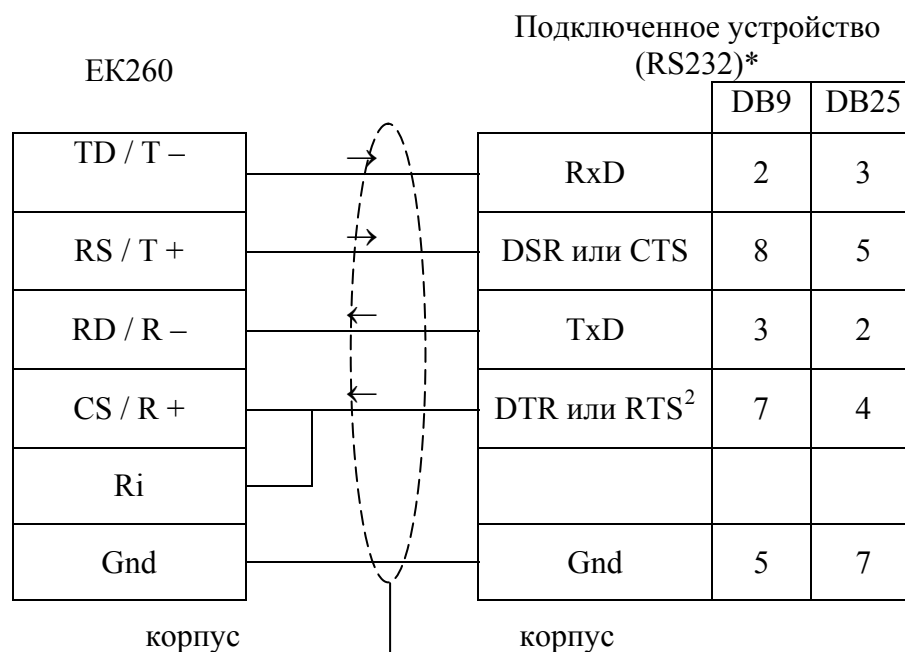 Подключенное устройство
(RS232)*
ЕК260
DB9 DB25
TD / T – → RxD 2 3
RS / T + → DSR или CTS 8 5
RD / R – ← TxD 3 2
CS / R + ← DTR или RTS² 7 4
Ri
Gnd Gnd 5 7
корпус корпус